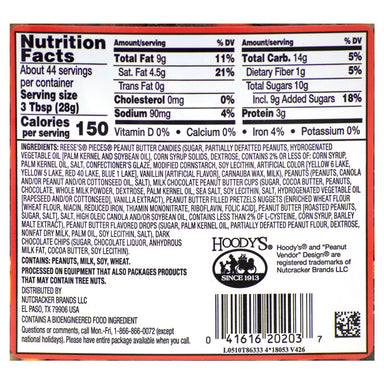 Nutrition
Facts
About 44 servings
per container
Serving size
3 Tbsp (28g)
Calories
per serving 150
Amount/serving % DV
Total Fat 9g 11%
Sat. Fat 4.5g 21%
Trans Fat 0g
Cholesterol 0mg 0%
Sodium 90mg 4%
Amount/serving % DV
Total Carb. 14g 5%
Dietary Fiber 1g 5%
Total Sugars 10g
Incl. 9g Added Sugars 18%
Protein 3g
Vitamin D 0% • Calcium 0% • Iron 4% • Potassium 0%
INGREDIENTS: REESE'S® PIECES® PEANUT BUTTER CANDIES (SUGAR, PARTIALLY DEFATTED PEANUTS, HYDROGENATED
VEGETABLE OIL (PALM KERNEL AND SOYBEAN OIL), CORN SYRUP SOLIDS, DEXTROSE, CONTAINS 2% OR LESS OF: CORN SYRUP,
PALM KERNEL OIL, SALT, CONFECTIONER'S GLAZE, MODIFIED CORNSTARCH, SOY LECITHIN, ARTIFICIAL COLOR (YELLOW 6 LAKE,
YELLOW 5 LAKE, RED 40 LAKE, BLUE 1 LAKE), VANILLIN (ARTIFICIAL FLAVOR), CARNAUBA WAX, MILK), PEANUTS (PEANUTS, CANOLA
AND/OR PEANUT AND/OR COTTONSEED OIL, SALT), MILK CHOCOLATE PEANUT BUTTER CUPS (SUGAR, COCOA BUTTER, PEANUTS,
CHOCOLATE, WHOLE MILK POWDER, DEXTROSE, PALM KERNEL OIL, SEA SALT, SOY LECITHIN, SALT, HYDROGENATED VEGETABLE OIL
[RAPESEED AND/OR COTTONSEED], VANILLA EXTRACT), PEANUT BUTTER FILLED PRETZELS NUGGETS (ENRICHED WHEAT FLOUR
[WHEAT FLOUR, NIACIN, REDUCED IRON, THIAMIN MONONITRATE, RIBOFLAVIN, FOLIC ACID], PEANUT BUTTER [ROASTED PEANUTS,
SUGAR, SALT], SALT, HIGH OLEIC CANOLA AND/OR SOYBEAN OIL, CONTAINS LESS THAN 2% OF L-CYSTEINE, CORN SYRUP, BARLEY
MALT EXTRACT), PEANUT BUTTER FLAVORED DROPS (SUGAR, PALM OIL, PARTIALLY DEFATTED PEANUT FLOUR, DEXTROSE,
NONFAT DRY MILK, PALM OIL, SOY LECITHIN, SALT), DARK
CHOCOLATE CHIPS (SUGAR, CHOCOLATE LIQUOR, ANHYDROUS
MILK FAT, COCOA BUTTER, SOY LECITHIN).
CONTAINS: PEANUTS, MILK, SOY, WHEAT.
PROCESSED ON EQUIPMENT THAT ALSO PACKAGES PRODUCTS
THAT MAY CONTAIN TREE NUTS.
DISTRIBUTED BY
NUTCRACKER BRANDS LLC
EL PASO, TX 79906 USA
CONTAINS A BIOENGINEERED FOOD INGREDIENT
Questions or comments, call Mon.-Fri. 1-866-866-0072 (except
national holidays). Please have entire package available when you call.
HOODY'S
SINCE 1913
Hoody's® and "Peanut
Vendor" Design® are
registered trademarks of
Nutcracker Brands LLC
0 41616 20203 7
L0510T86333 4*18053 V426